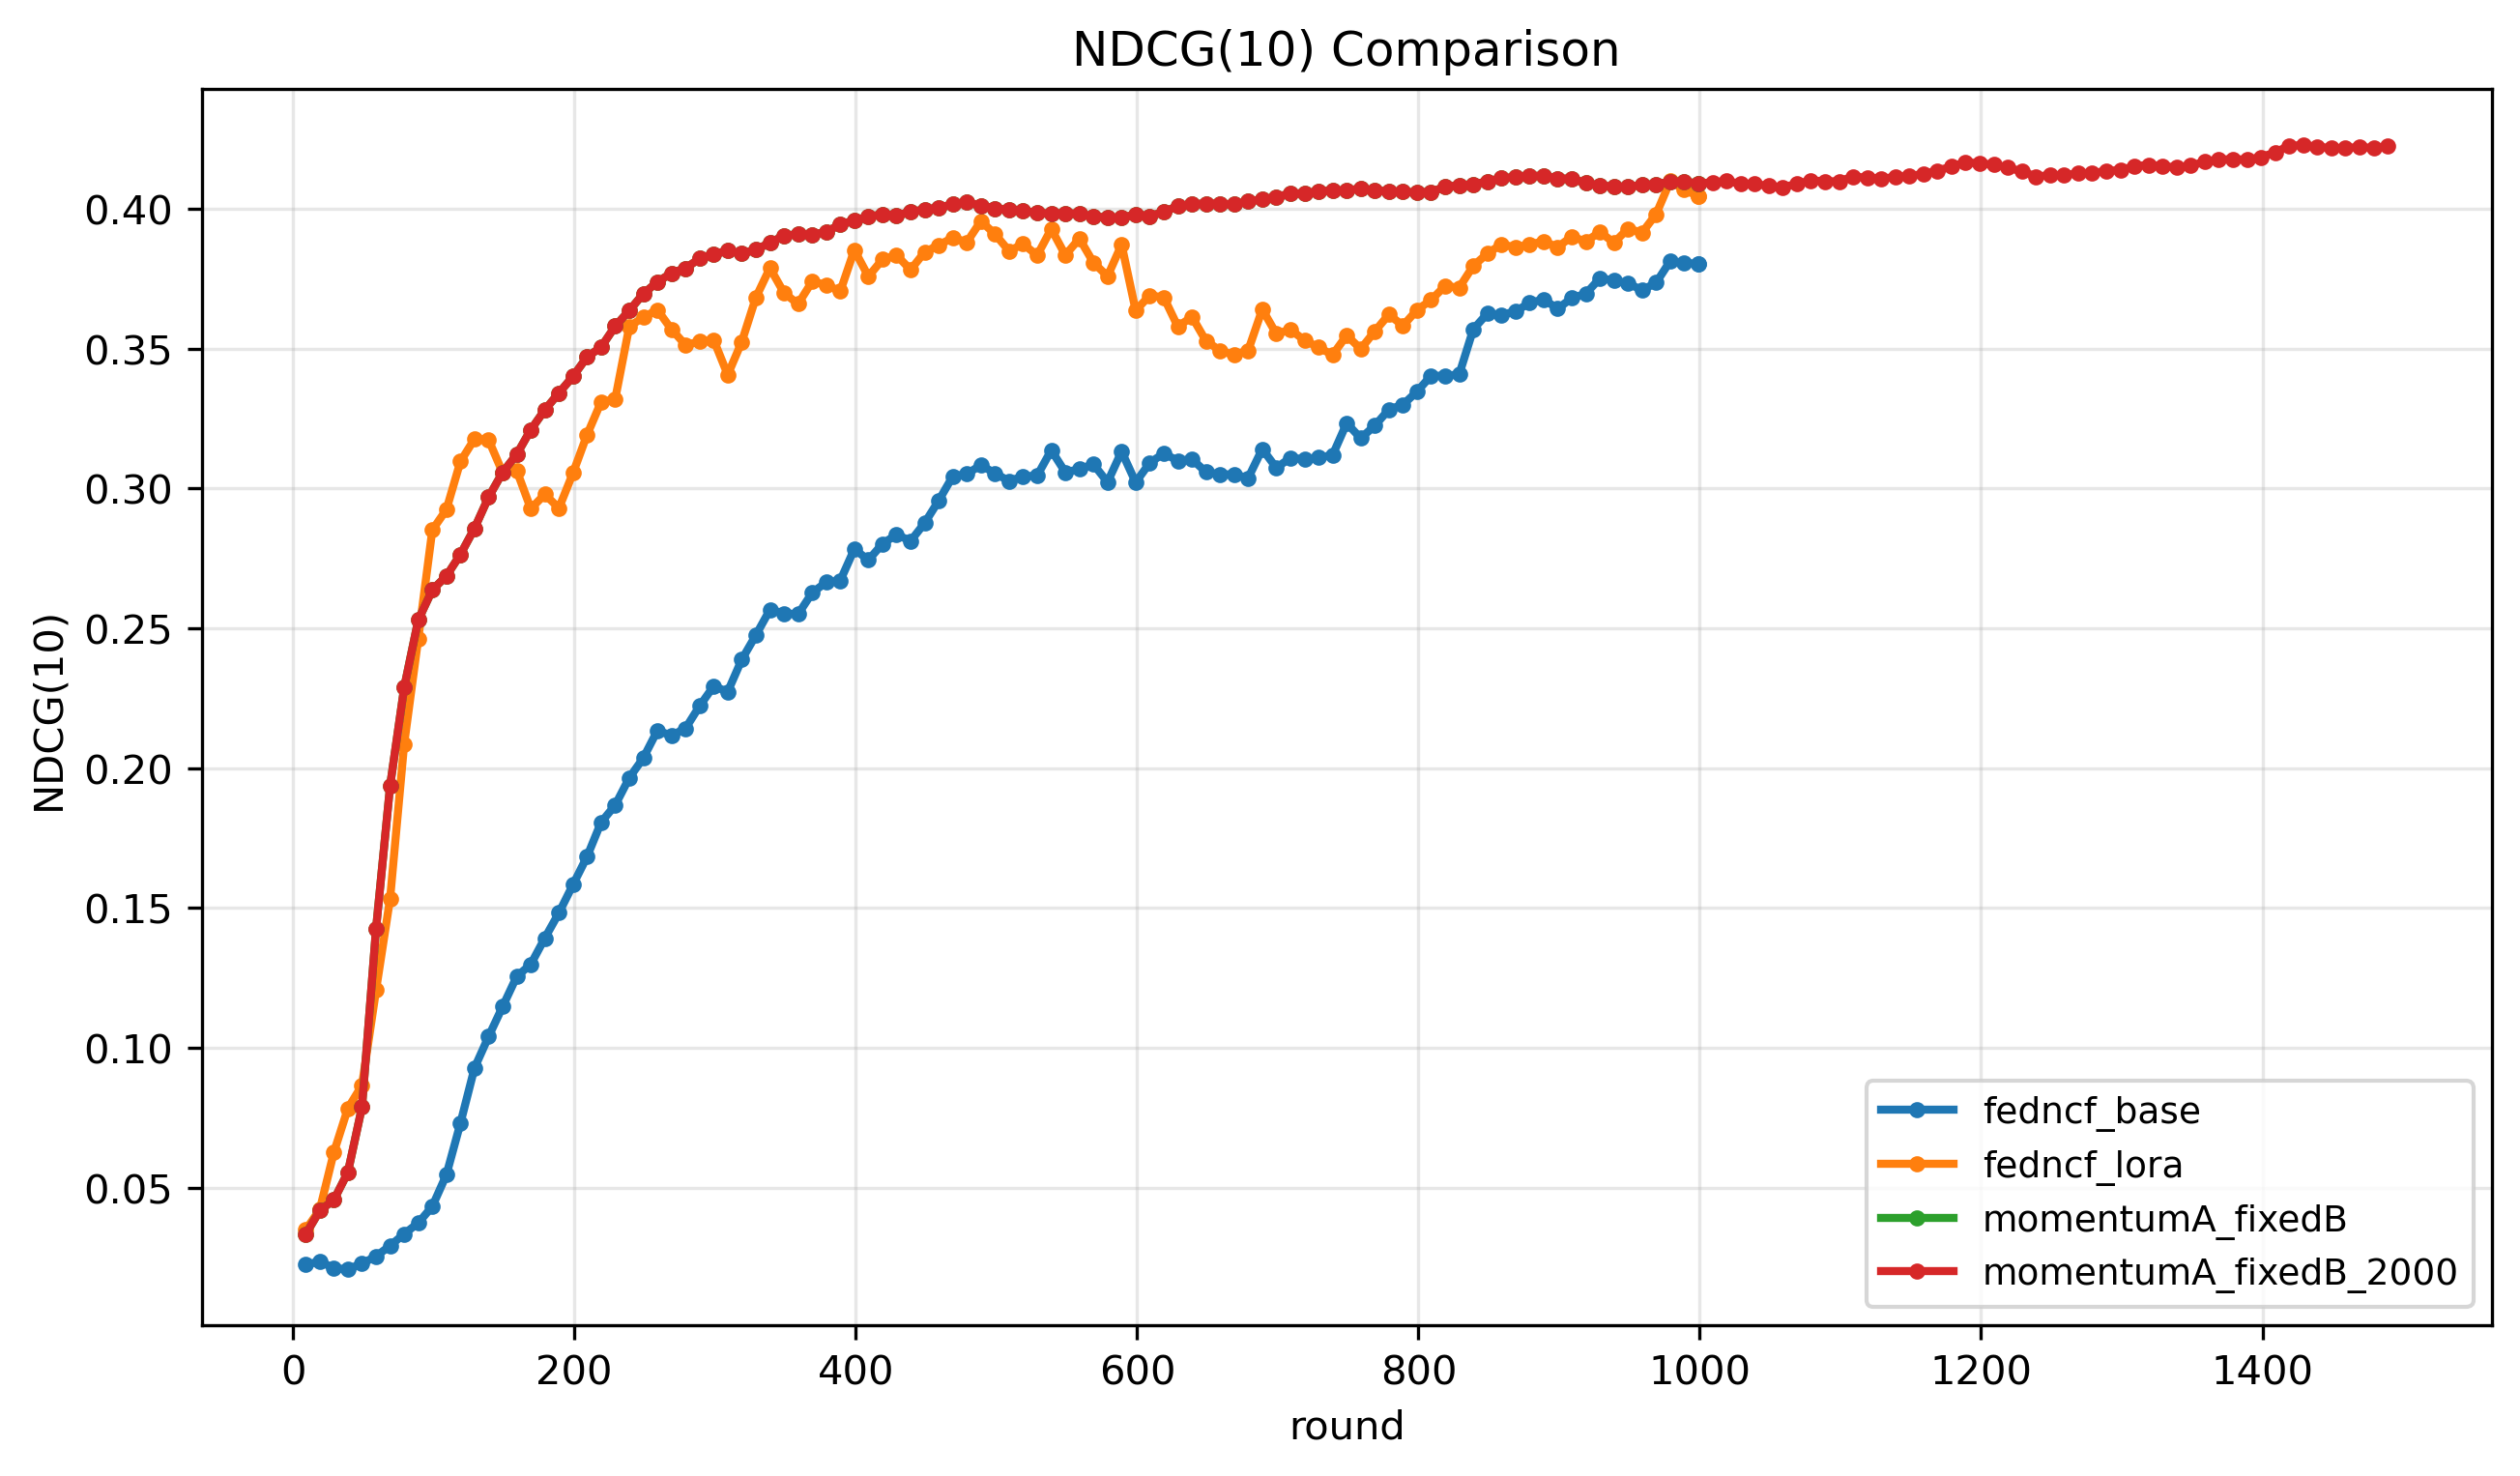 NDCG(10) Comparison
NDCG(10)
0.40
0.35
0.30
0.25
0.20
0.15
0.10
0.05
0 200 400 600 800 1000 1200 1400
round
fedncf_base
fedncf_lora
momentumA_fixedB
momentumA_fixedB_2000